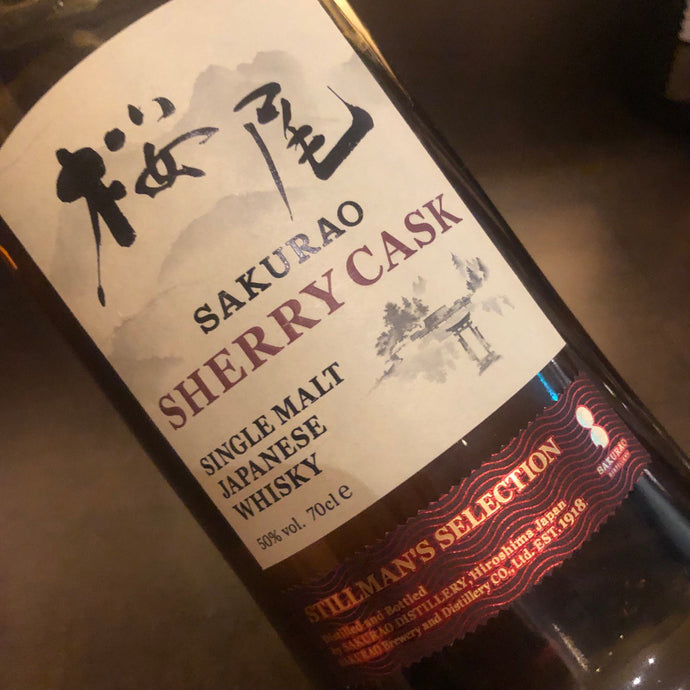 桜尾
SAKURAO
SHERRY CASK
SINGLE MALT
JAPANESE
WHISKY
50% vol. 70cl e
SAKURAO
DISTILLERY
STILLMAN'S SELECTION
Distilled and Bottled
by SAKURAO DISTILLERY, Hiroshima, Japan
SAKURAO Brewery and Distillery CO., Ltd-EST. 1918